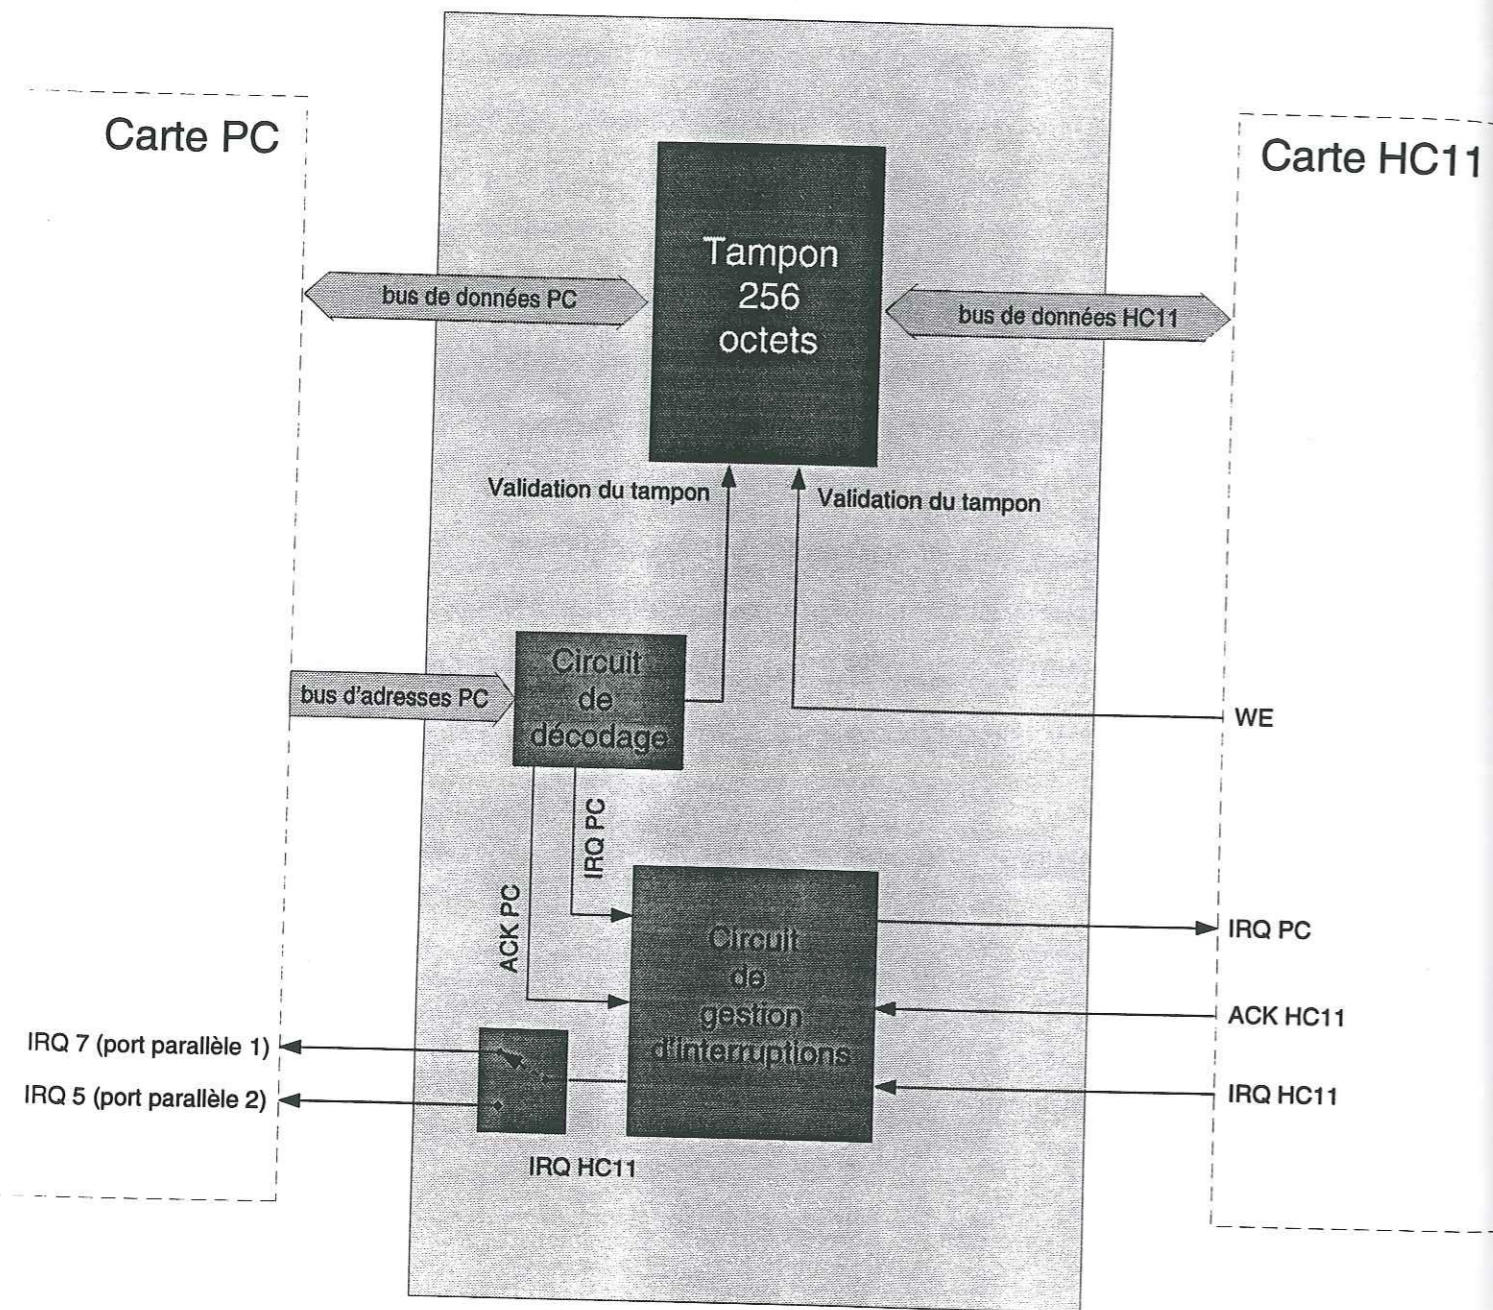 Carte PC
Carte HC11
Tampon
256
octets
bus de données PC
bus de données HC11
Validation du tampon
Validation du tampon
Circuit
de
décodage
bus d'adresses PC
WE
IRQ PC
ACK PC
Circuit
de
gestion
d'interruptions
IRQ PC
ACK HC11
IRQ HC11
IRQ 7 (port parallèle 1)
IRQ 5 (port parallèle 2)
IRQ HC11